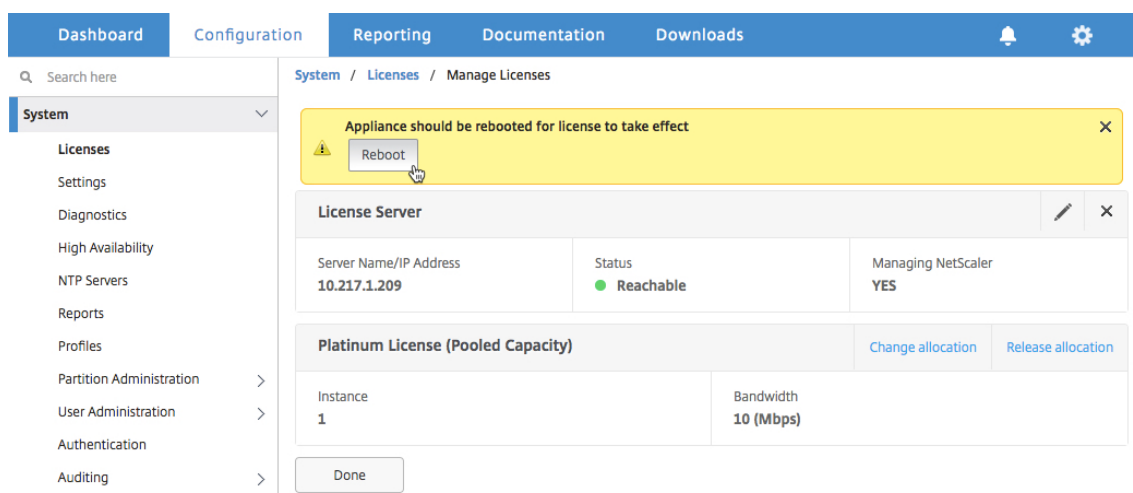 Dashboard Configuration Reporting Documentation Downloads
Search here
System / Licenses / Manage Licenses
System
Licenses
Settings
Diagnostics
High Availability
NTP Servers
Reports
Profiles
Partition Administration
User Administration
Authentication
Auditing
Appliance should be rebooted for license to take effect
Reboot
License Server
Server Name/IP Address Status Managing NetScaler
10.217.1.209 Reachable YES
Platinum License (Pooled Capacity) Change allocation Release allocation
Instance Bandwidth
1 10 (Mbps)
Done